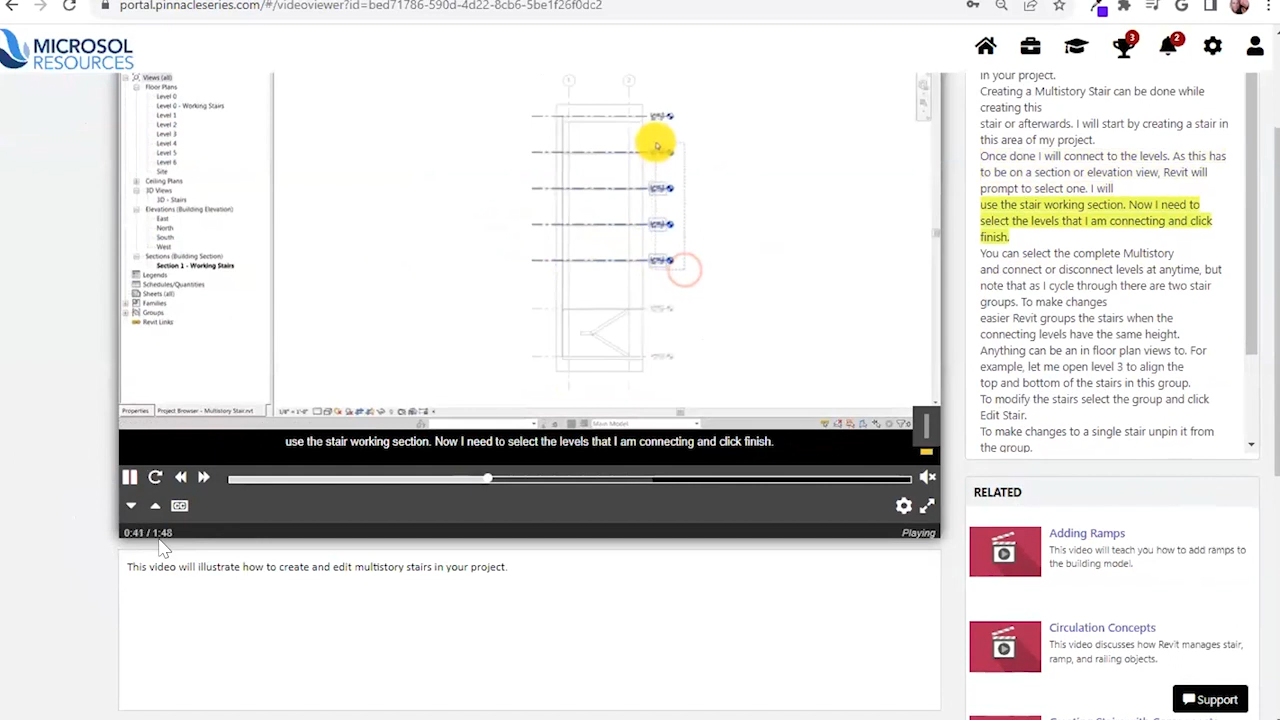 portal.pinnacleseries.com/#/videoviewer?id=bed71786-590d-4d22-8cb6-5be1f26f0dc2
MICROSOL
RESOURCES
3
2
Views (all)
Floor Plans
Level 0
Level 0 - Working Stairs
Level 1
Level 2
Level 3
Level 4
Level 5
Level 6
Site
Ceiling Plans
3D Views
3D - Stairs
Elevations (Building Elevation)
East
North
South
West
Sections (Building Section)
Section 1 - Working Stairs
Legends
Schedules/Quantities
Sheets (all)
Families
Groups
Revit Links
Properties
Project Browser - Multistory Stair.rvt
1/8" = 1'-0"
Main Model
use the stair working section. Now I need to select the levels that I am connecting and click finish.
CC
0:41 / 1:48
Playing
This video will illustrate how to create and edit multistory stairs in your project.
in your project.
Creating a Multistory Stair can be done while
creating this
stair or afterwards. I will start by creating a stair in
this area of my project.
Once done I will connect to the levels. As this has
to be on a section or elevation view, Revit will
prompt to select one. I will
use the stair working section. Now I need to
select the levels that I am connecting and click
finish.
You can select the complete Multistory
and connect or disconnect levels at anytime, but
note that as I cycle through there are two stair
groups. To make changes
easier Revit groups the stairs when the
connecting levels have the same height.
Anything can be an in floor plan views to. For
example, let me open level 3 to align the
top and bottom of the stairs in this group.
To modify the stairs select the group and click
Edit Stair.
To make changes to a single stair unpin it from
the group.
RELATED
Adding Ramps
This video will teach you how to add ramps to
the building model.
Circulation Concepts
This video discusses how Revit manages stair,
ramp, and railing objects.
Support